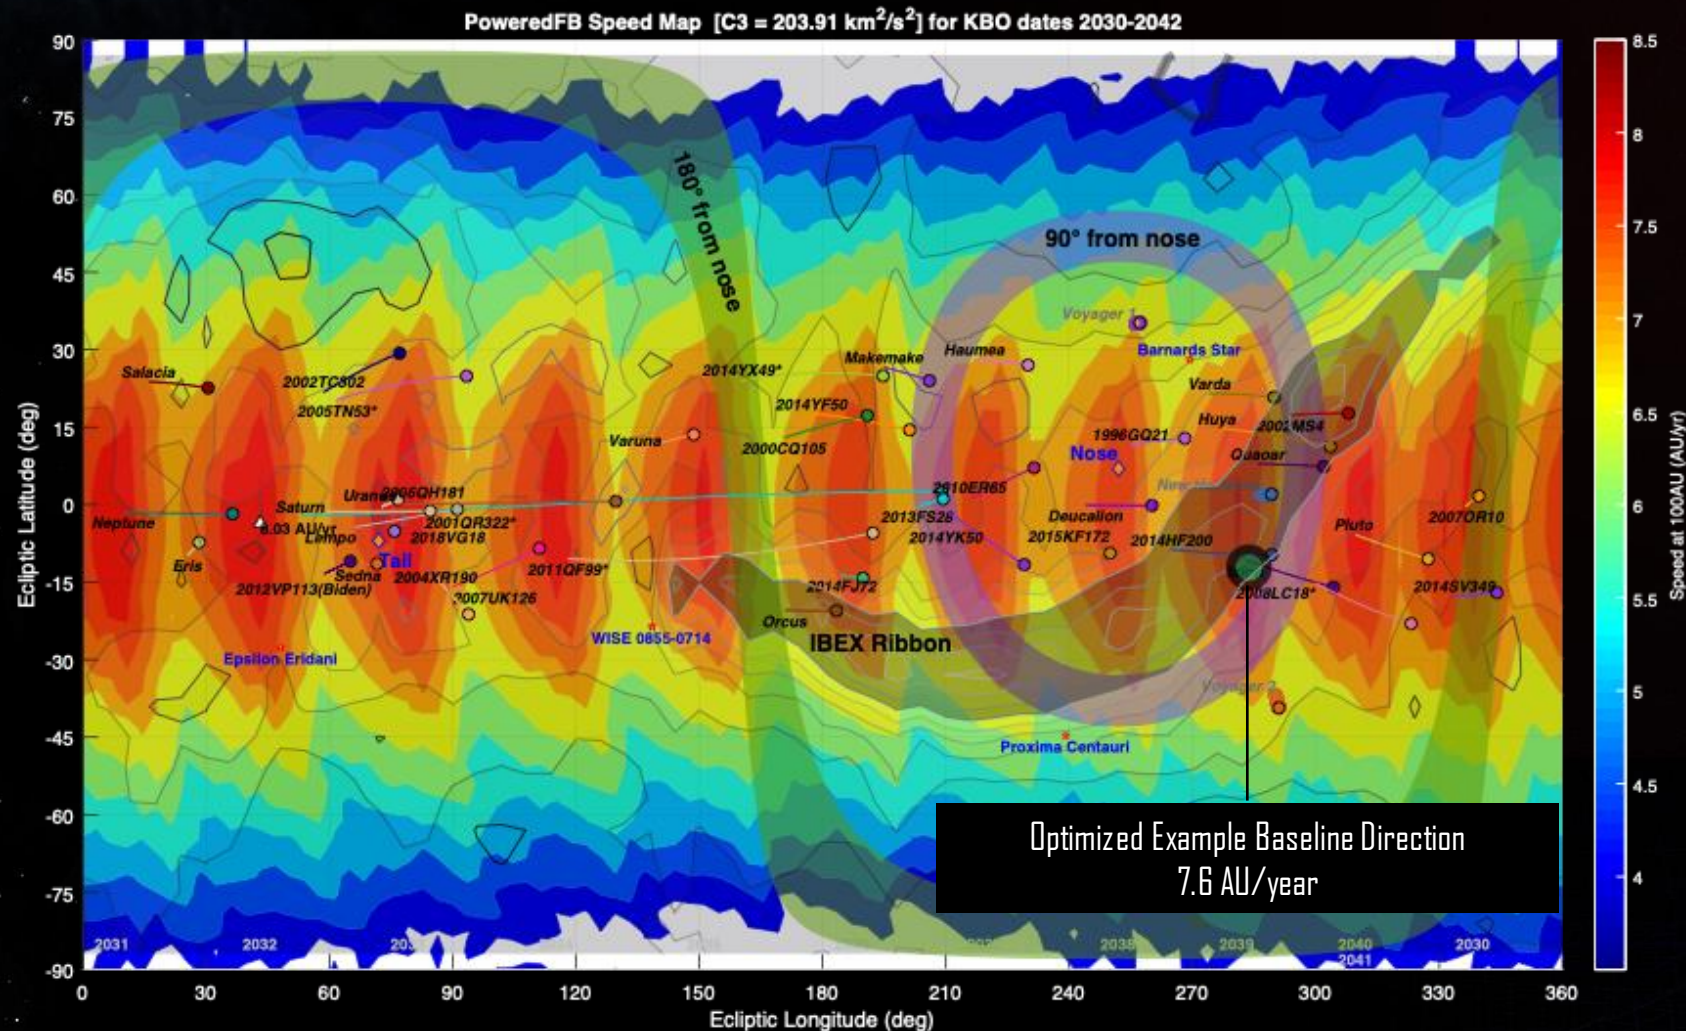 PoweredFB Speed Map [C3 = 203.91 km²/s²] for KBO dates 2030-2042
90
75
60
45
30
15
0
-15
-30
-45
-60
-75
-90
Ecliptic Latitude (deg)
180° from nose
90° from nose
Voyager 1
Barnards Star
Salacia
2002TC302
2005TN53*
2014YX49*
Makemake
Haumea
Varda
2014YF50
Huya
2002MS4
Varuna
2000CQ105
1996GQ21
Nose
Quaoar
2010ER65
Neptune
Saturn
Uranus
2006QH181
8.03 AU/yr
2001QR322*
Lempo
2018VG18
2013FS28
Deucalion
Pluto
2007OR10
2014YK50
2015KF172
2014HF200
Eris
Tail
Sedna
2004XR190
2011QF99*
2012VP113(Biden)
2007UK126
2014FJ72
2008LC18*
2014SV349
Orcus
WISE 0855-0714
IBEX Ribbon
Epsilon Eridani
Voyager 2
Proxima Centauri
Optimized Example Baseline Direction
7.6 AU/year
2031
2032
2038
2039
2040
2030
2041
0
30
60
90
120
150
180
210
240
270
300
330
360
Ecliptic Longitude (deg)
8.5
8
7.5
7
6.5
6
5.5
5
4.5
4
Speed at 100AU (AU/yr)